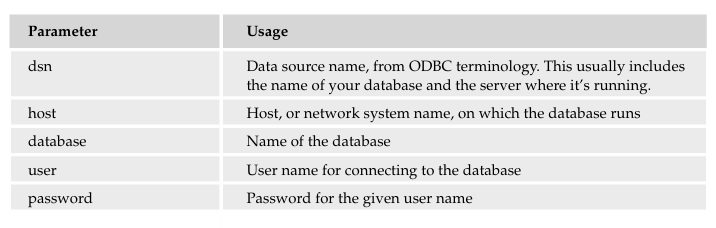 Parameter Usage
dsn Data source name, from ODBC terminology. This usually includes
the name of your database and the server where it's running.
host Host, or network system name, on which the database runs
database Name of the database
user User name for connecting to the database
password Password for the given user name